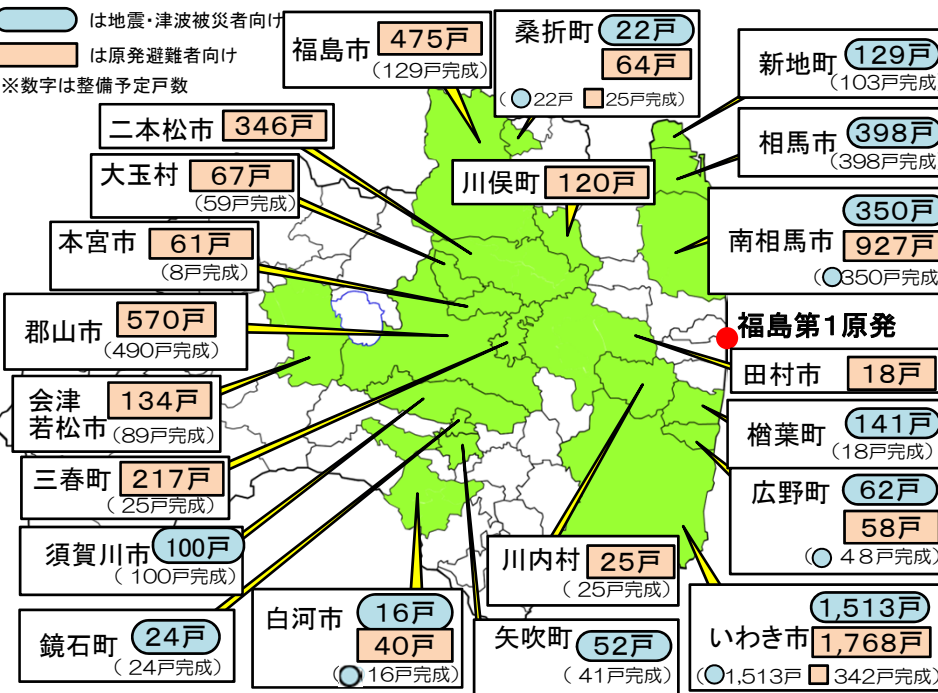 は地震・津波被災者向け
は原発避難者向け
※数字は整備予定戸数
福島市 475戸
(129戸完成)
桑折町 22戸
64戸
(22戸 25戸完成)
新地町 129戸
(103戸完成
相馬市 398戸
(398戸完成
二本松市 346戸
大玉村 67戸
(59戸完成)
川俣町 120戸
南相馬市 350戸
927戸
(350戸完成
本宮市 61戸
(8戸完成)
郡山市 570戸
(490戸完成)
福島第1原発
田村市 18戸
会津
若松市 134戸
(89戸完成)
楢葉町 141戸
(18戸完成)
三春町 217戸
(25戸完成)
広野町 62戸
58戸
(48戸完成)
須賀川市 100戸
(100戸完成)
川内村 25戸
(25戸完成)
鏡石町 24戸
(24戸完成)
白河市 16戸
40戸
(16戸完成)
矢吹町 52戸
(41戸完成)
いわき市 1,513戸
1,768戸
(1,513戸 342戸完成)